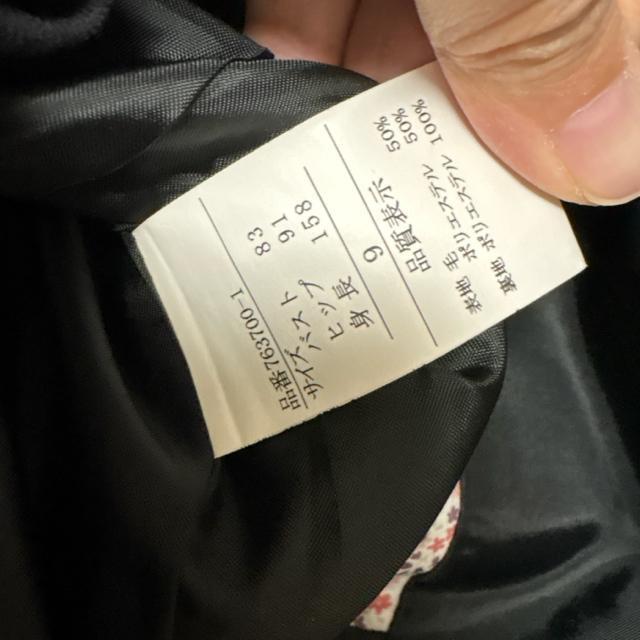 品番763700-1
サイズ バスト 83
ヒップ 91
身長 158
9
品質表示
表地 毛 50%
ポリエステル 50%
裏地 ポリエステル 100%